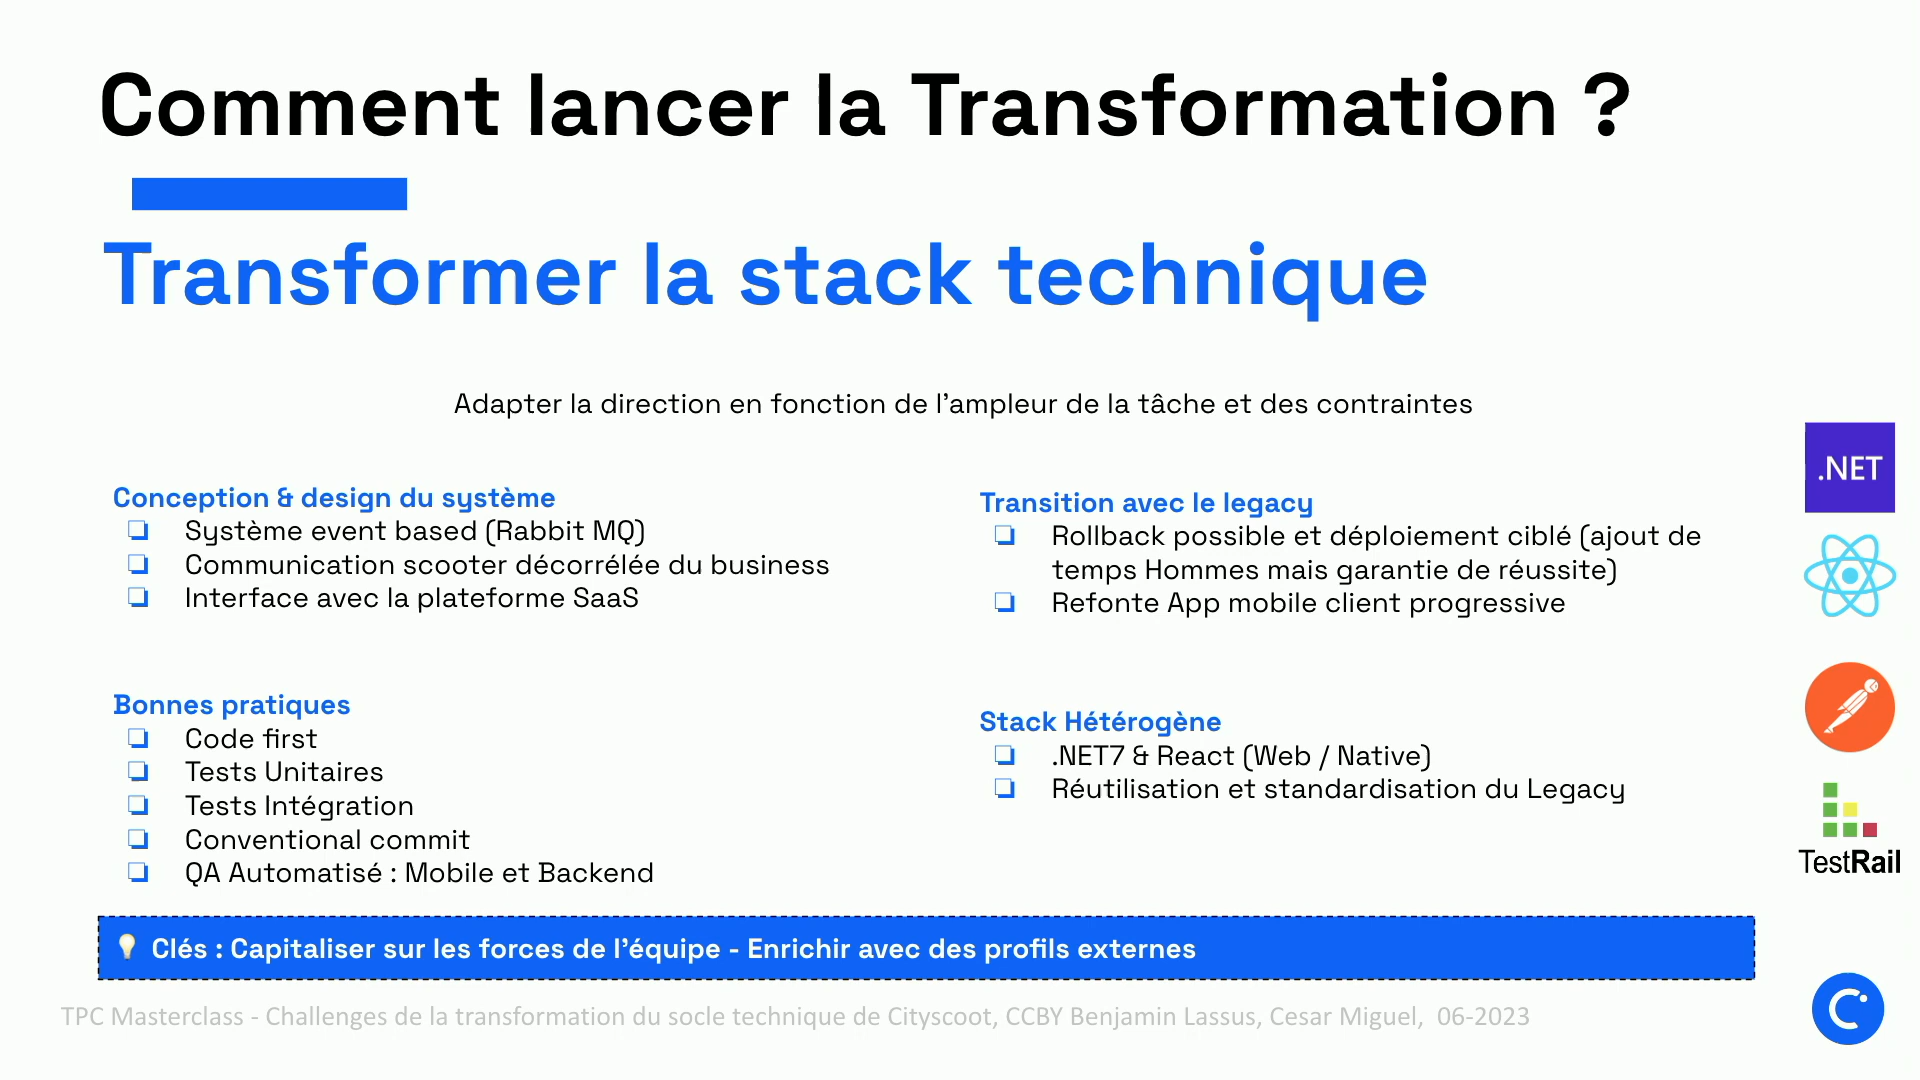 Comment lancer la Transformation ?
Transformer la stack technique
Adapter la direction en fonction de l'ampleur de la tâche et des contraintes
Conception & design du système
❏ Système event based (Rabbit MQ)
❏ Communication scooter décorrélée du business
❏ Interface avec la plateforme SaaS
Bonnes pratiques
❏ Code first
❏ Tests Unitaires
❏ Tests Intégration
❏ Conventional commit
❏ QA Automatisé : Mobile et Backend
Transition avec le legacy
❏ Rollback possible et déploiement ciblé (ajout de
temps Hommes mais garantie de réussite)
❏ Refonte App mobile client progressive
Stack Hétérogène
❏ .NET7 & React (Web / Native)
❏ Réutilisation et standardisation du Legacy
.NET
TestRail
💡 Clés : Capitaliser sur les forces de l'équipe - Enrichir avec des profils externes
TPC Masterclass - Challenges de la transformation du socle technique de Cityscoot, CCBY Benjamin Lassus, Cesar Miguel, 06-2023